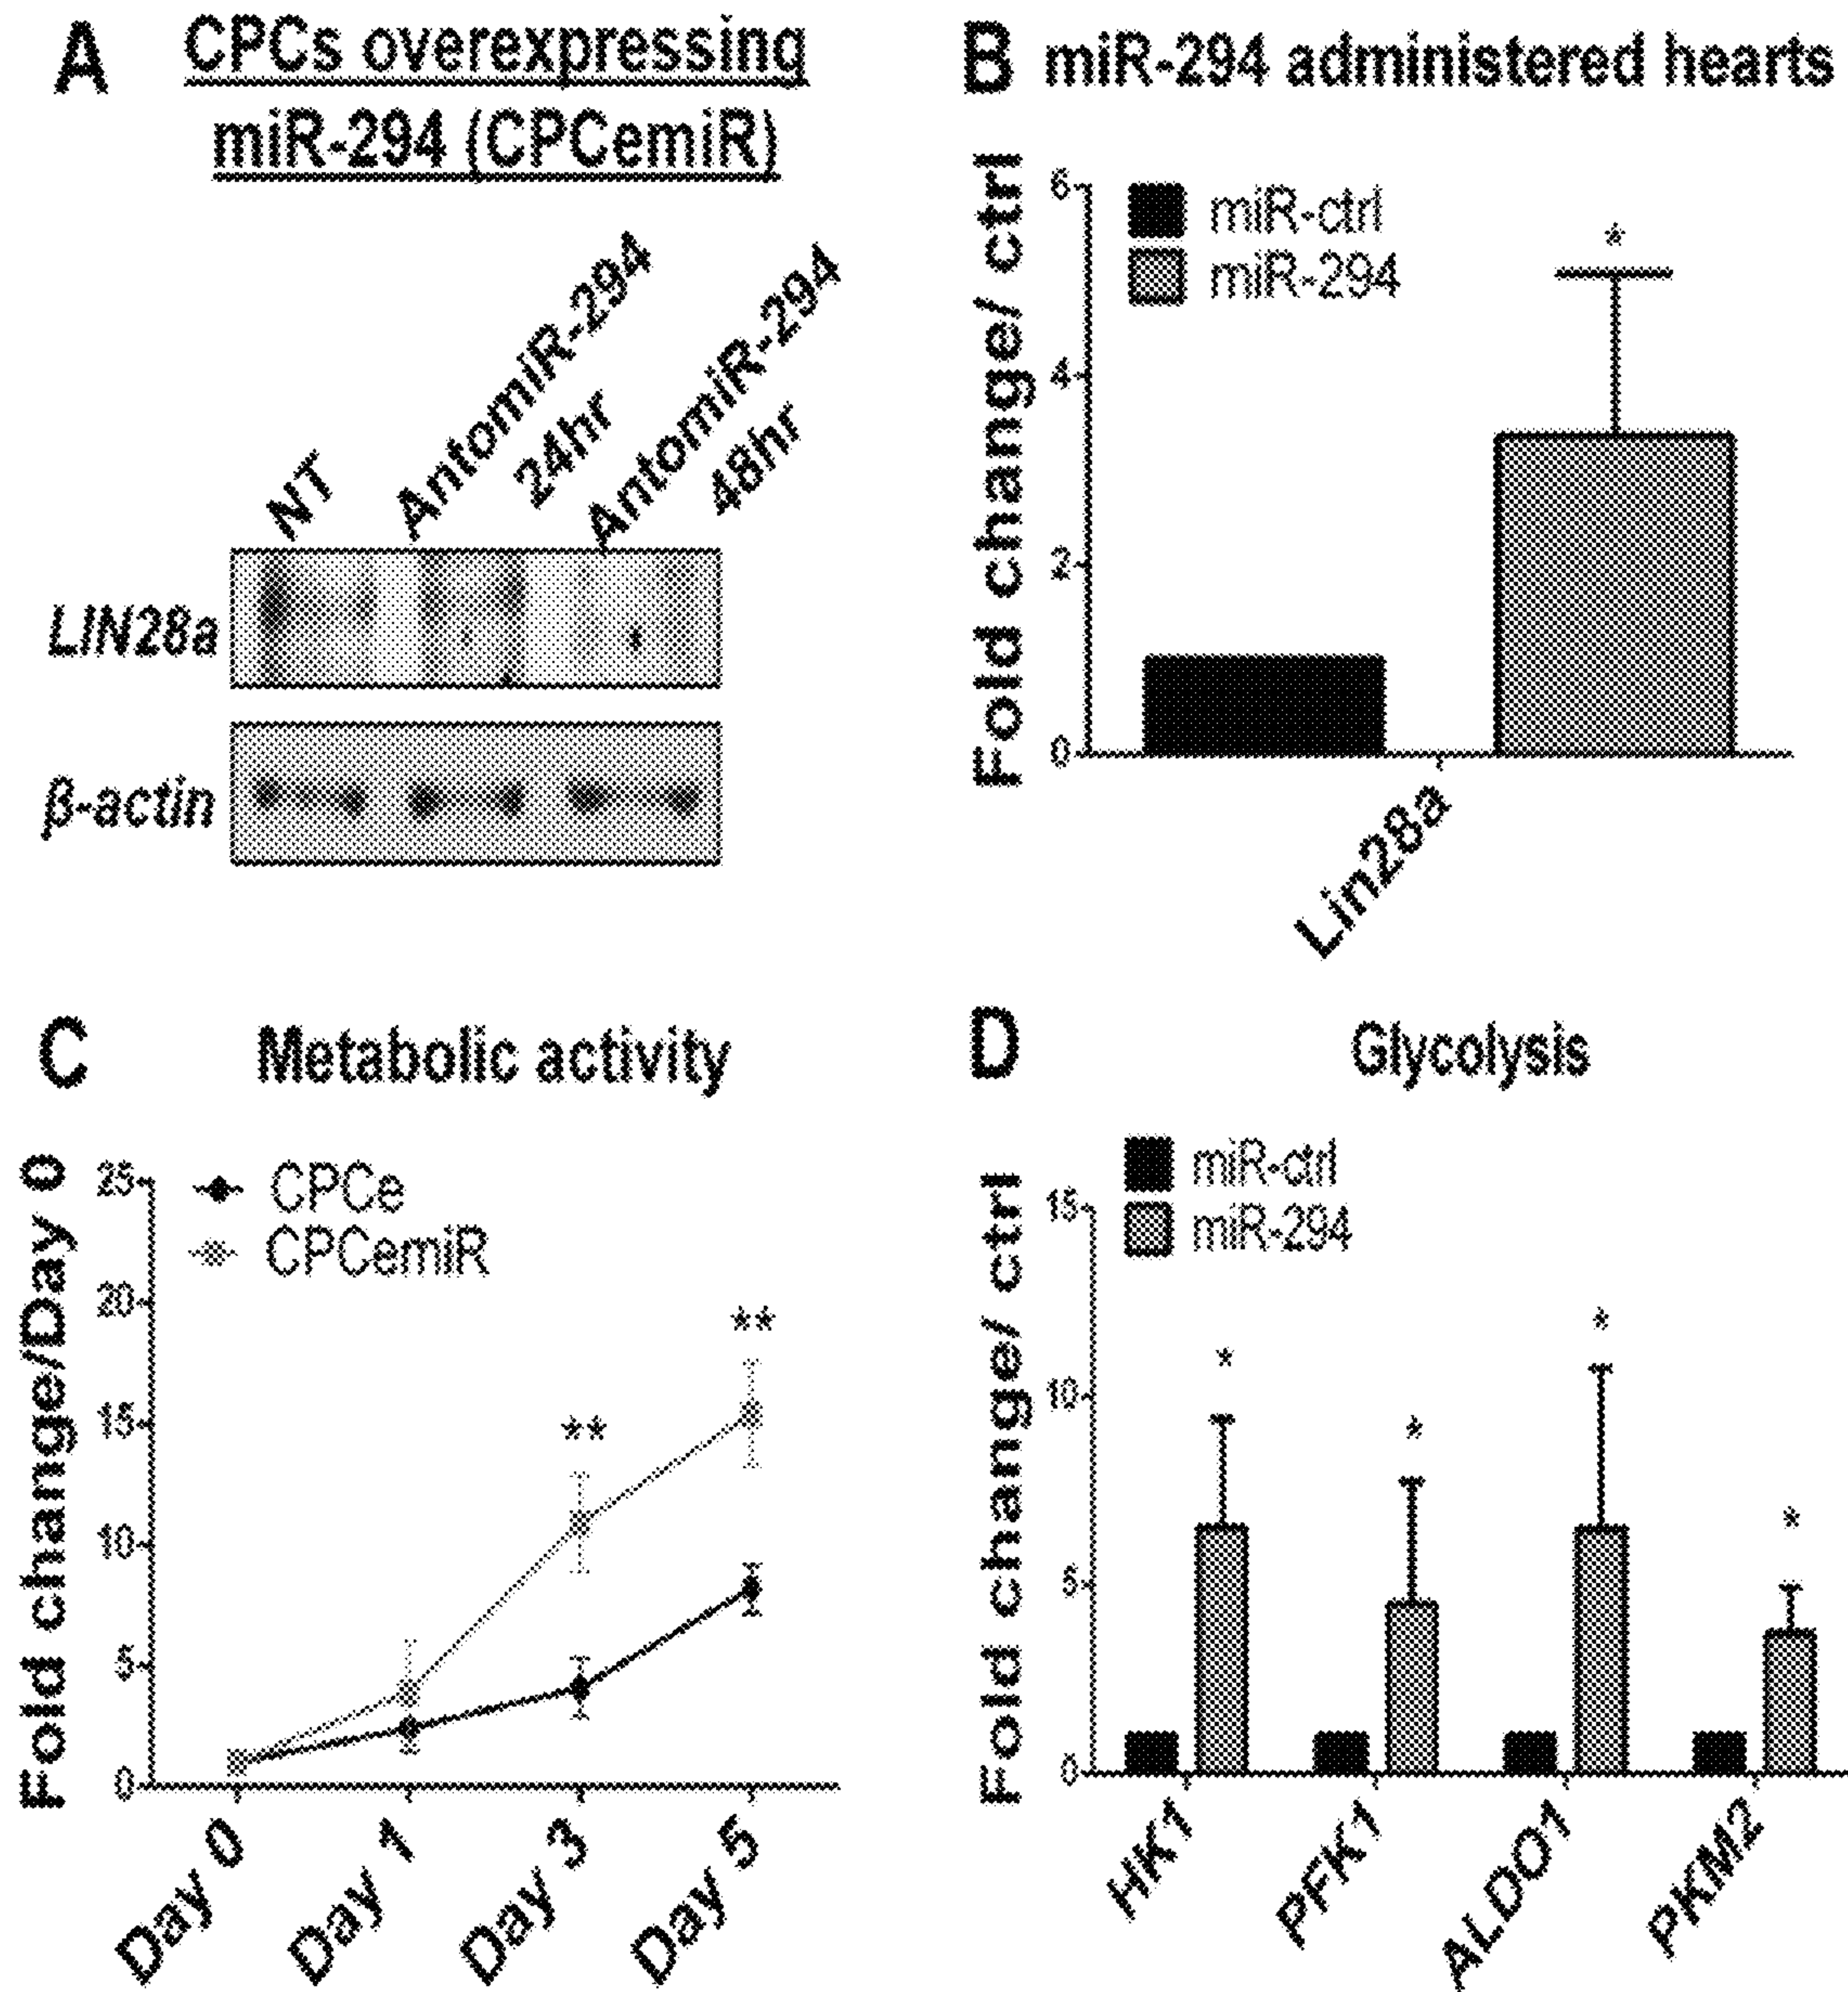 A
CPCs overexpressing
miR-294 (CPCemiR)
NT
AntomiR-294
24hr
AntomiR-294
48hr
LIN28a
β-actin
B
miR-294 administered hearts
Fold change/ ctrl
6
4
2
0
miR-ctrl
miR-294
*
Lin28a
C
Metabolic activity
Fold change/Day 0
25
20
15
10
5
0
CPCe
CPCemiR
**
**
Day 0
Day 1
Day 3
Day 5
D
Glycolysis
Fold change/ ctrl
15
10
5
0
miR-ctrl
miR-294
*
*
*
*
HK1
PFK1
ALDO1
PKM2